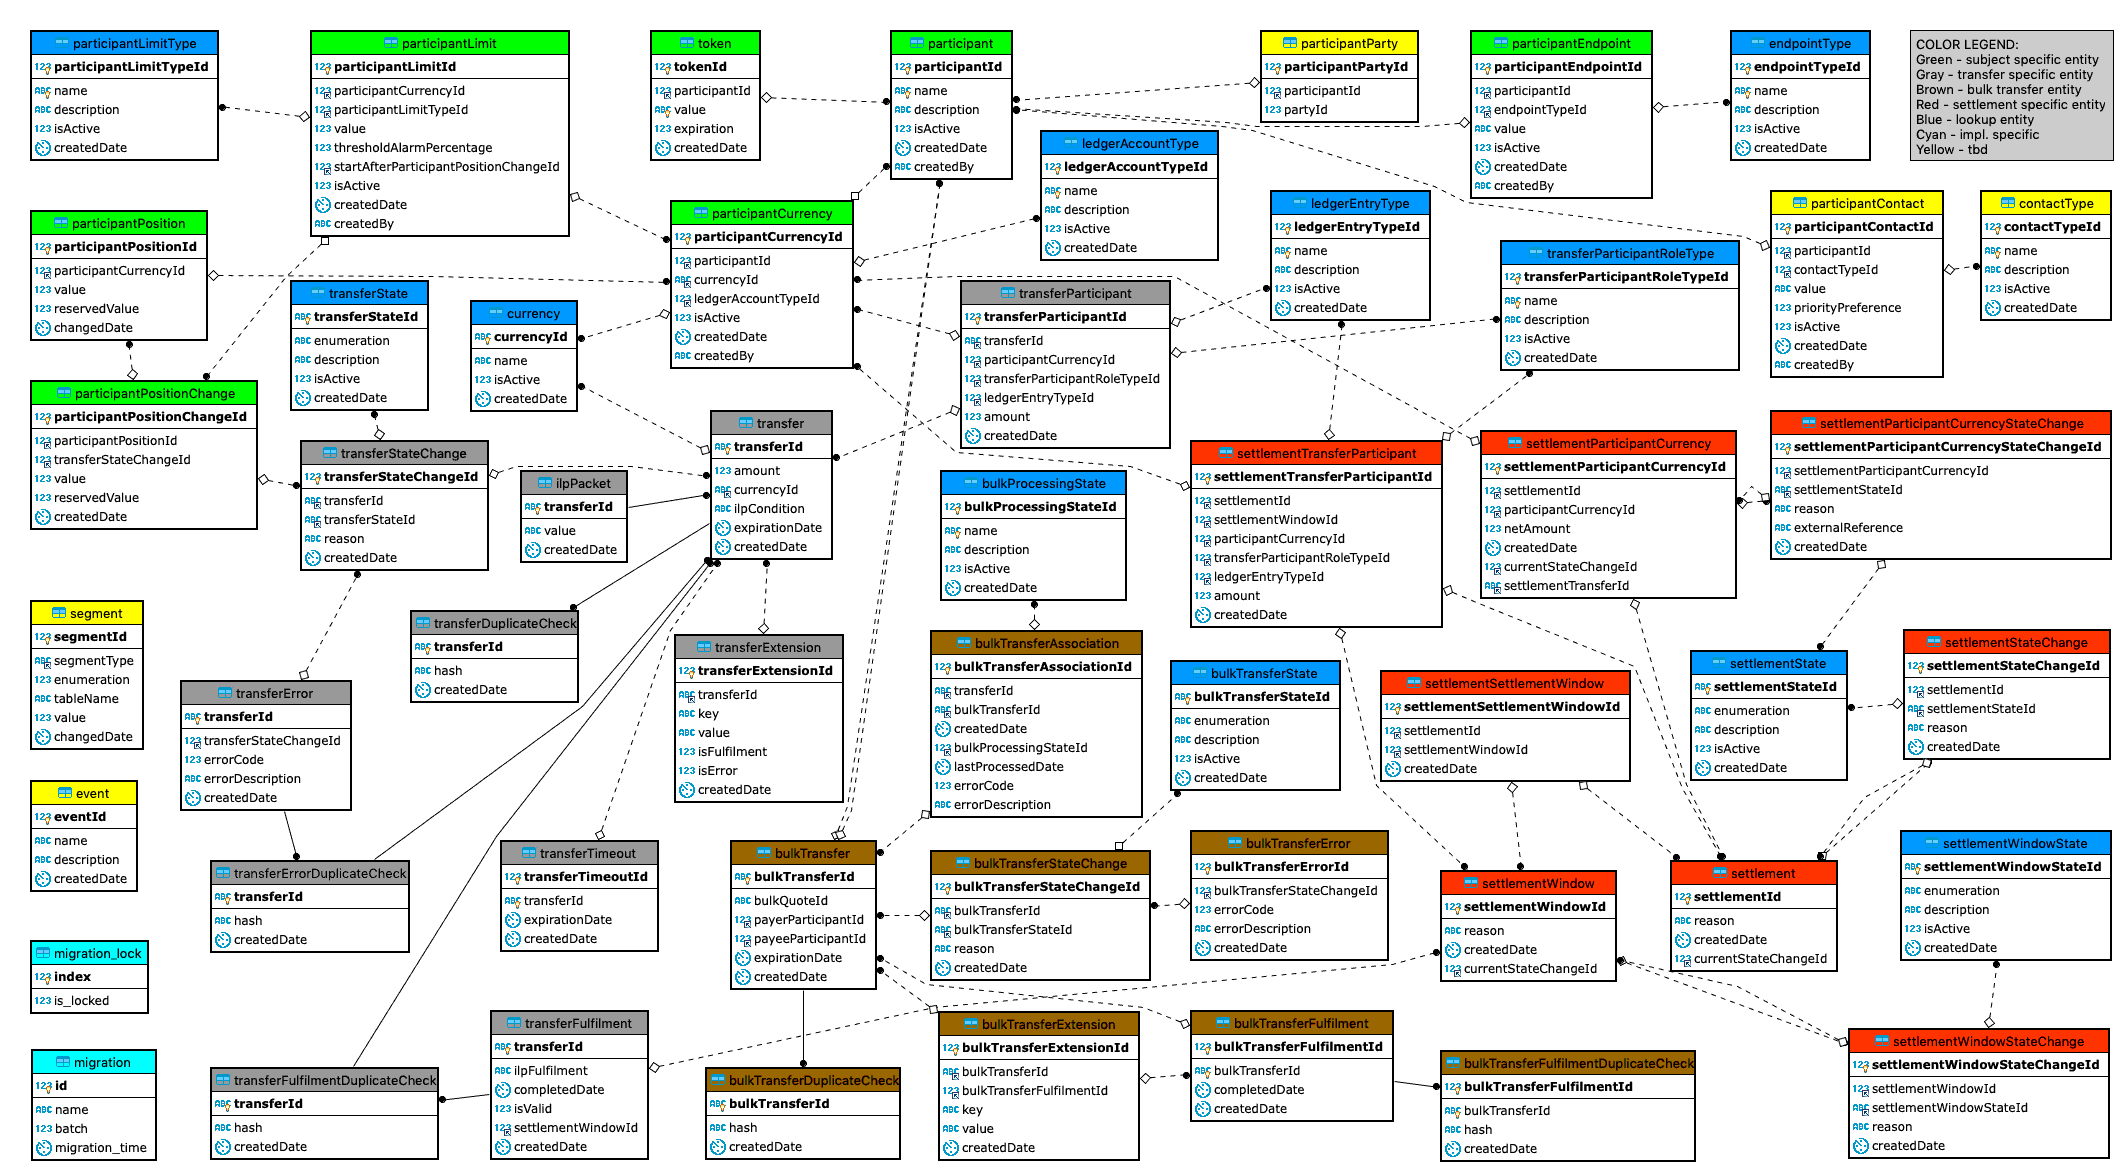 participantLimitType
participantLimitTypeId
name
description
isActive
createdDate
participantLimit
participantLimitId
participantCurrencyId
participantLimitTypeId
value
thresholdAlarmPercentage
startAfterParticipantPositionChangeId
isActive
createdDate
createdBy
token
tokenId
participantId
value
expiration
createdDate
participant
participantId
name
description
isActive
createdDate
createdBy
participantParty
participantPartyId
participantId
partyId
participantEndpoint
participantEndpointId
participantId
endpointTypeId
value
isActive
createdDate
createdBy
endpointType
endpointTypeId
name
description
isActive
createdDate
COLOR LEGEND:
Green - subject specific entity
Gray - transfer specific entity
Brown - bulk transfer entity
Red - settlement specific entity
Blue - lookup entity
Cyan - impl. specific
Yellow - tbd
ledgerAccountType
ledgerAccountTypeId
name
description
isActive
createdDate
participantPosition
participantPositionId
participantCurrencyId
value
reservedValue
changedDate
participantCurrency
participantCurrencyId
participantId
currencyId
ledgerAccountTypeId
isActive
createdDate
createdBy
ledgerEntryType
ledgerEntryTypeId
name
description
isActive
createdDate
participantContact
participantContactId
participantId
contactTypeId
value
priorityPreference
isActive
createdDate
createdBy
contactType
contactTypeId
name
description
isActive
createdDate
transferParticipantRoleType
transferParticipantRoleTypeId
name
description
isActive
createdDate
transferState
transferStateId
enumeration
description
isActive
createdDate
currency
currencyId
name
isActive
createdDate
transferParticipant
transferParticipantId
transferId
participantCurrencyId
transferParticipantRoleTypeId
ledgerEntryTypeId
amount
createdDate
participantPositionChange
participantPositionChangeId
participantPositionId
transferStateChangeId
value
reservedValue
createdDate
transferStateChange
transferStateChangeId
transferId
transferStateId
reason
createdDate
ilpPacket
transferId
value
createdDate
transfer
transferId
amount
currencyId
ilpCondition
expirationDate
createdDate
bulkProcessingState
bulkProcessingStateId
name
description
isActive
createdDate
settlementTransferParticipant
settlementTransferParticipantId
settlementId
settlementWindowId
participantCurrencyId
transferParticipantRoleTypeId
ledgerEntryTypeId
amount
createdDate
settlementParticipantCurrency
settlementParticipantCurrencyId
settlementId
participantCurrencyId
netAmount
createdDate
currentStateChangeId
settlementTransferId
settlementParticipantCurrencyStateChange
settlementParticipantCurrencyStateChangeId
settlementParticipantCurrencyId
settlementStateId
reason
externalReference
createdDate
segment
segmentId
segmentType
enumeration
tableName
value
changedDate
transferError
transferId
transferStateChangeId
errorCode
errorDescription
createdDate
transferDuplicateCheck
transferId
hash
createdDate
transferExtension
transferExtensionId
transferId
key
value
isFulfilment
isError
createdDate
bulkTransferAssociation
bulkTransferAssociationId
transferId
bulkTransferId
createdDate
bulkProcessingStateId
lastProcessedDate
errorCode
errorDescription
bulkTransferState
bulkTransferStateId
enumeration
description
isActive
createdDate
settlementSettlementWindow
settlementSettlementWindowId
settlementId
settlementWindowId
createdDate
settlementState
settlementStateId
enumeration
description
isActive
createdDate
settlementStateChange
settlementStateChangeId
settlementId
settlementStateId
reason
createdDate
event
eventId
name
description
createdDate
transferErrorDuplicateCheck
transferId
hash
createdDate
transferTimeout
transferTimeoutId
transferId
expirationDate
createdDate
bulkTransfer
bulkTransferId
bulkQuoteId
payerParticipantId
payeeParticipantId
expirationDate
createdDate
bulkTransferStateChange
bulkTransferStateChangeId
bulkTransferId
bulkTransferStateId
reason
createdDate
bulkTransferError
bulkTransferErrorId
bulkTransferStateChangeId
errorCode
errorDescription
createdDate
settlementWindow
settlementWindowId
reason
createdDate
currentStateChangeId
settlement
settlementId
reason
createdDate
currentStateChangeId
settlementWindowState
settlementWindowStateId
enumeration
description
isActive
createdDate
migration_lock
index
is_locked
migration
id
name
batch
migration_time
transferFulfilmentDuplicateCheck
transferId
hash
createdDate
transferFulfilment
transferId
ilpFulfilment
completedDate
isValid
settlementWindowId
createdDate
bulkTransferDuplicateCheck
bulkTransferId
hash
createdDate
bulkTransferExtension
bulkTransferExtensionId
bulkTransferId
bulkTransferFulfilmentId
key
value
createdDate
bulkTransferFulfilment
bulkTransferFulfilmentId
bulkTransferId
completedDate
createdDate
bulkTransferFulfilmentDuplicateCheck
bulkTransferFulfilmentId
bulkTransferId
hash
createdDate
settlementWindowStateChange
settlementWindowStateChangeId
settlementWindowId
settlementWindowStateId
reason
createdDate